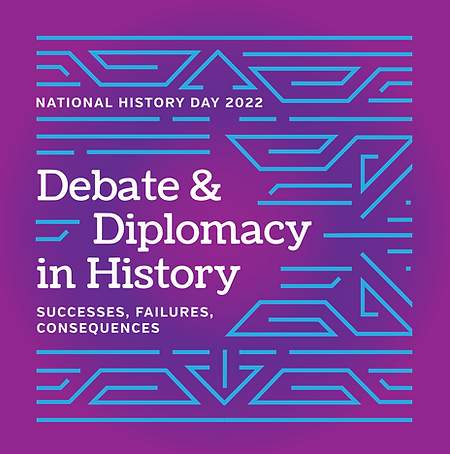 NATIONAL HISTORY DAY 2022
Debate &
Diplomacy
in History
SUCCESSES, FAILURES,
CONSEQUENCES